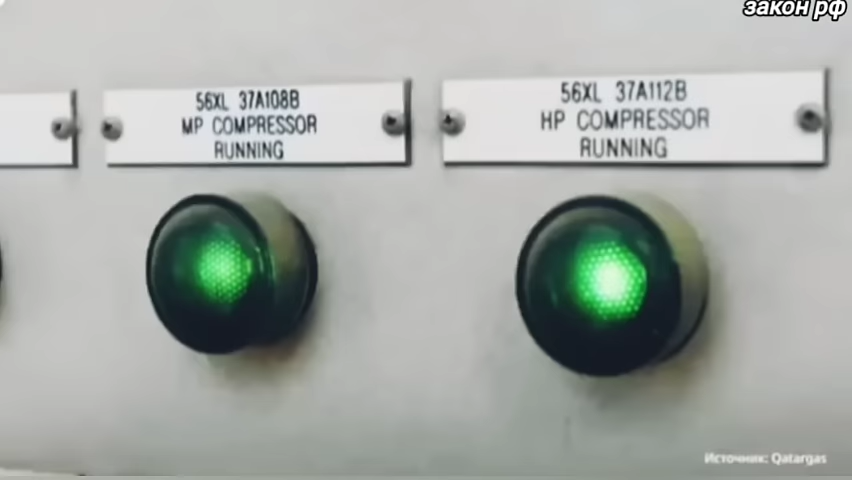 закон рф
56XL 37A108B
MP COMPRESSOR
RUNNING
56XL 37A112B
HP COMPRESSOR
RUNNING
Источник: Qatargas